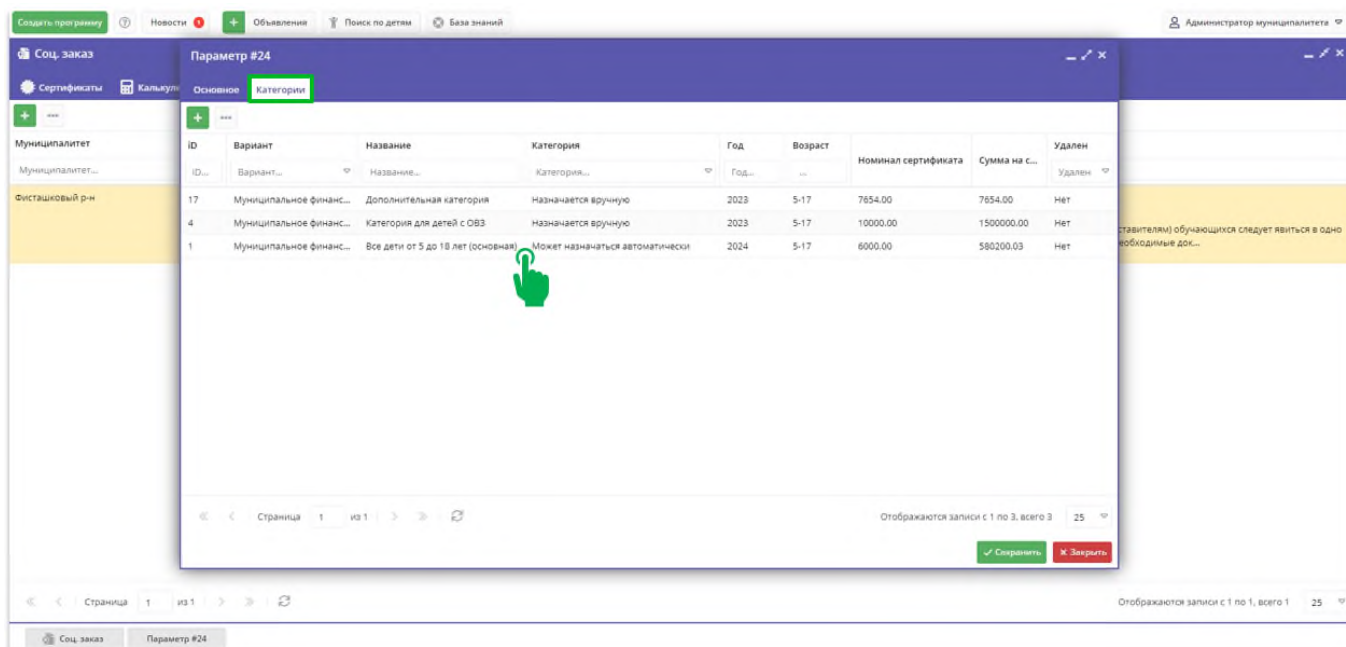 Создать программу Новости 1 Объявления Поиск по детям База знаний Администратор муниципалитета
Соц. заказ
Параметр #24
Сертификаты
Основное Категории
Муниципалитет
iD Вариант Название Категория Год Возраст Номинал сертификата Сумма на с... Удален
Муниципалитет...
ID... Вариант... Название... Категория... Год... ... Удален
Фисташковый р-н
17 Муниципальное финанс... Дополнительная категория Назначается вручную 2023 5-17 7654.00 7654.00 Нет
4 Муниципальное финанс... Категория для детей с ОВЗ Назначается вручную 2023 5-17 10000.00 1500000.00 Нет
обучающихся следует явиться в одно
1 Муниципальное финанс... Все дети от 5 до 18 лет (основная) Может назначаться автоматически 2024 5-17 6000.00 580200.03 Нет
док...
Страница 1 из 1 Отображаются записи с 1 по 3, всего 3 25
Сохранить Закрыть
Страница 1 из 1 Отображаются записи с 1 по 1, всего 1 25
Соц. заказ Параметр #24